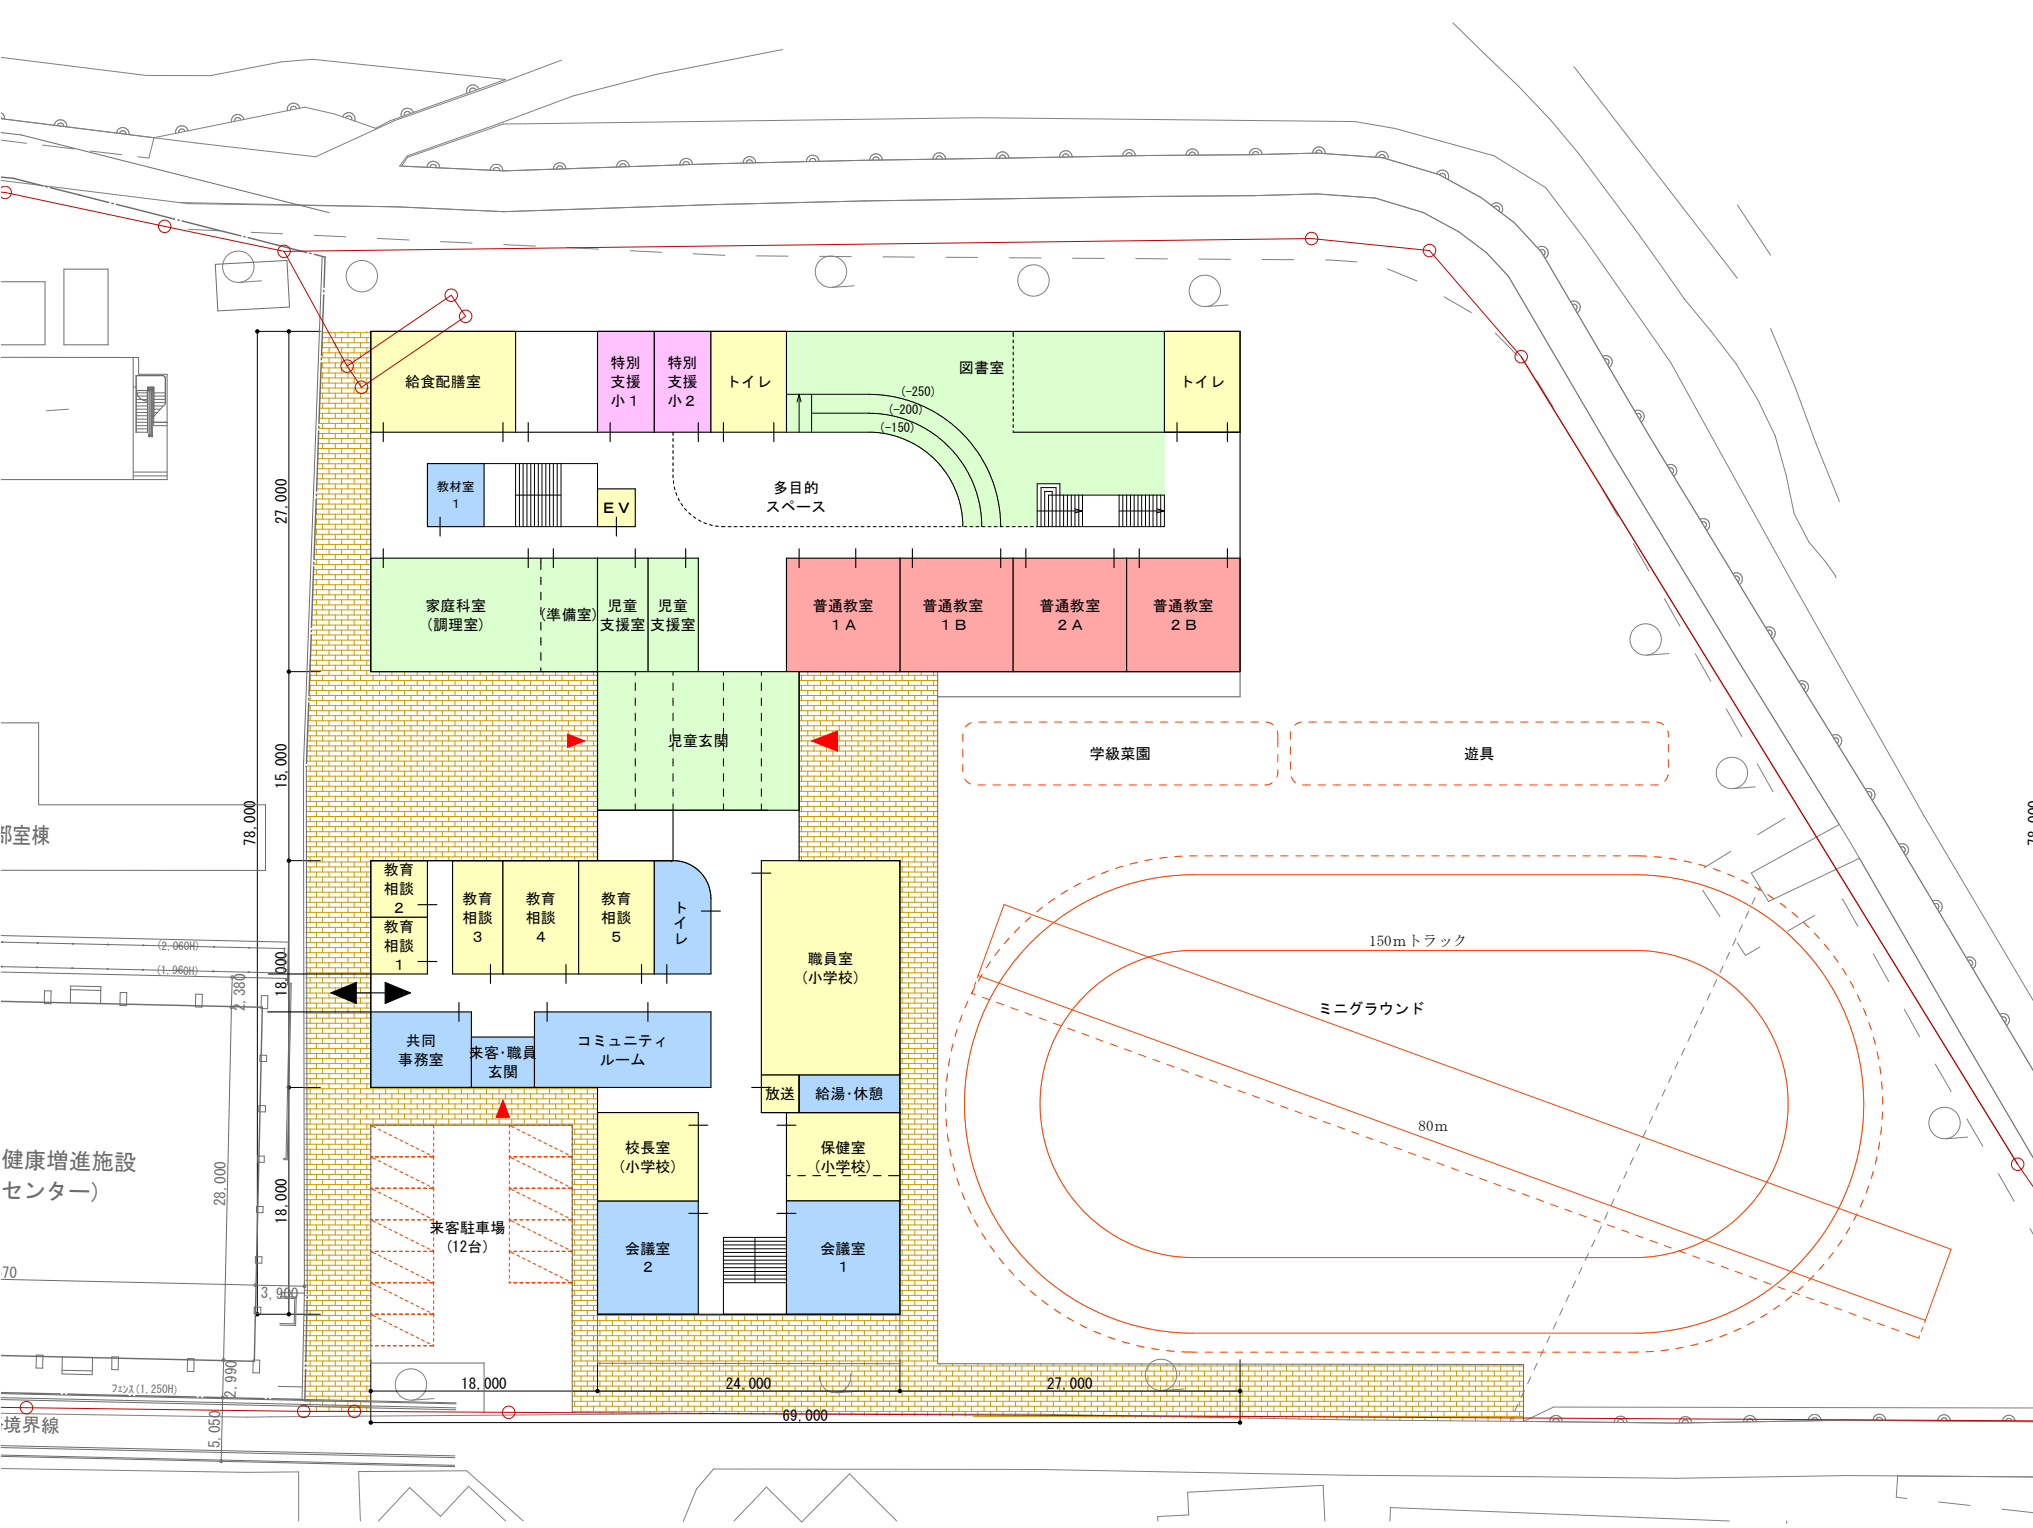 給食配膳室
特別
支援
小１
特別
支援
小２
トイレ
図書室
トイレ
(-250)
(-200)
(-150)
教材室
1
ＥＶ
多目的
スペース
27,000
家庭科室
(調理室)
(準備室)
児童
支援室
児童
支援室
普通教室
１Ａ
普通教室
１Ｂ
普通教室
２Ａ
普通教室
２Ｂ
児童玄関
学級菜園
遊具
15,000
78,000
78,000
部室棟
教育
相談
2
教育
相談
1
教育
相談
3
教育
相談
4
教育
相談
5
トイレ
職員室
(小学校)
150mトラック
ミニグラウンド
80m
(2,060H)
(1,960H)
2,380
18,000
共同
事務室
来客･職員
玄関
コミュニティ
ルーム
放送
給湯･休憩
校長室
(小学校)
保健室
(小学校)
健康増進施設
センター)
28,000
18,000
来客駐車場
(12台)
会議室
2
会議室
1
70
3,900
2,990
ﾌｪﾝｽ(1,250H)
18,000
24,000
27,000
69,000
境界線
5,050